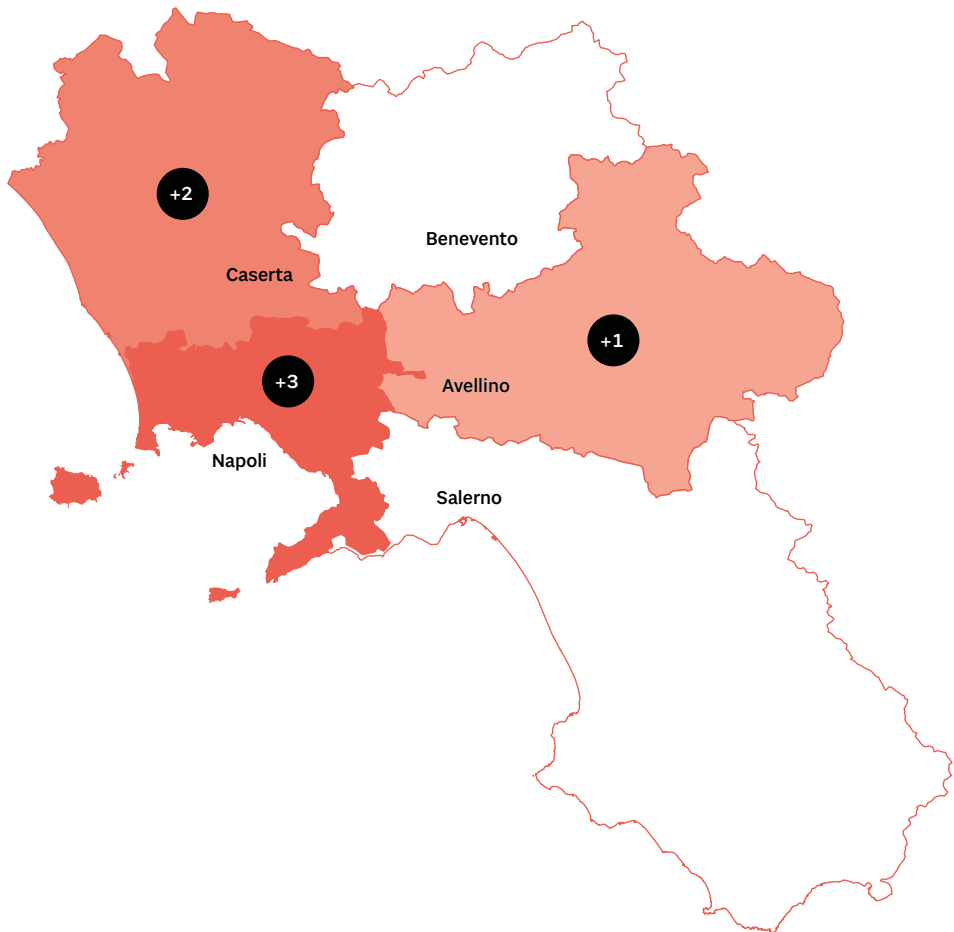 +2
Benevento
Caserta
+1
+3
Avellino
Napoli
Salerno